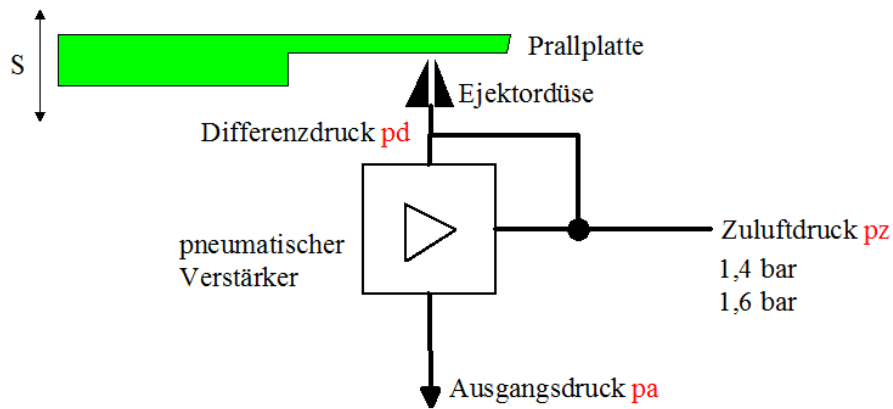 S
Prallplatte
Ejektordüse
Differenzdruck pd
pneumatischer
Verstärker
Zuluftdruck pz
1,4 bar
1,6 bar
Ausgangsdruck pa